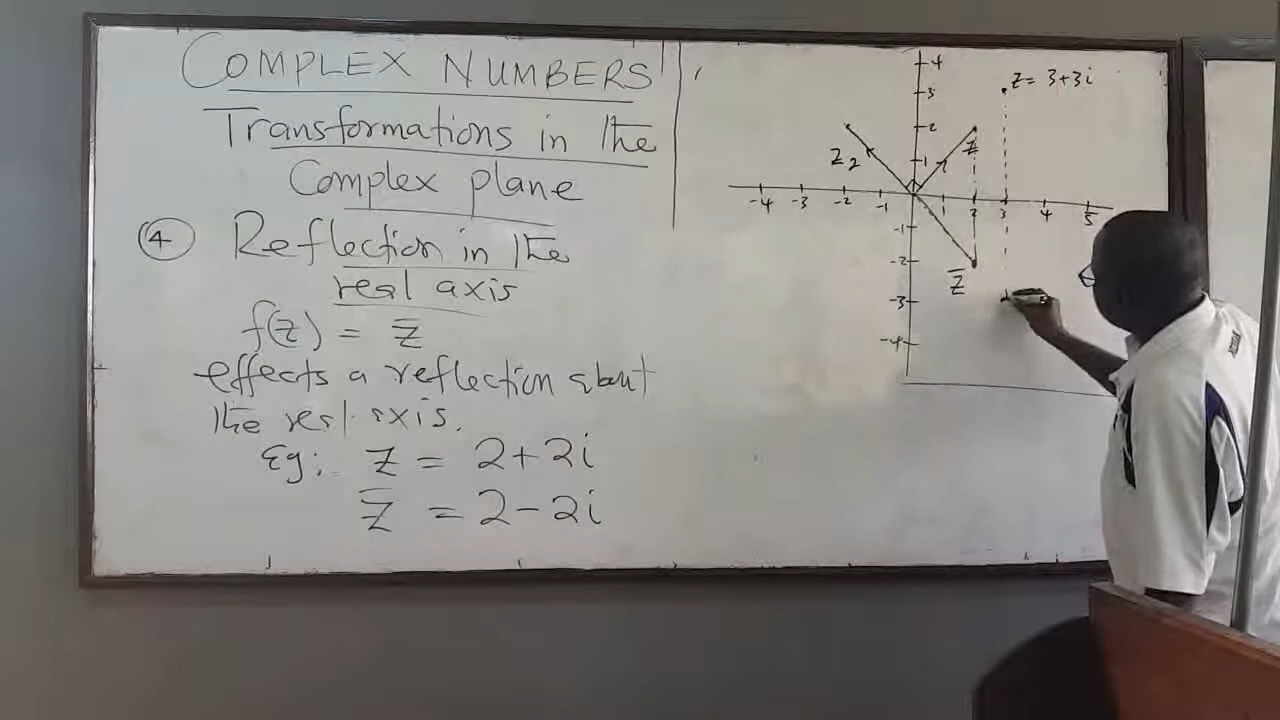 COMPLEX NUMBERS
Transformations in the
Complex plane
4 Reflection in the
real axis
f(z) = z̄
effects a reflection about
the real axis.
Eg: z = 2+2i
z̄ = 2-2i
4
3
z = 3+3i
2
z₂
z
1
-4 -3 -2 -1 1 2 3 4 5
-1
-2
z̄
-3
-4